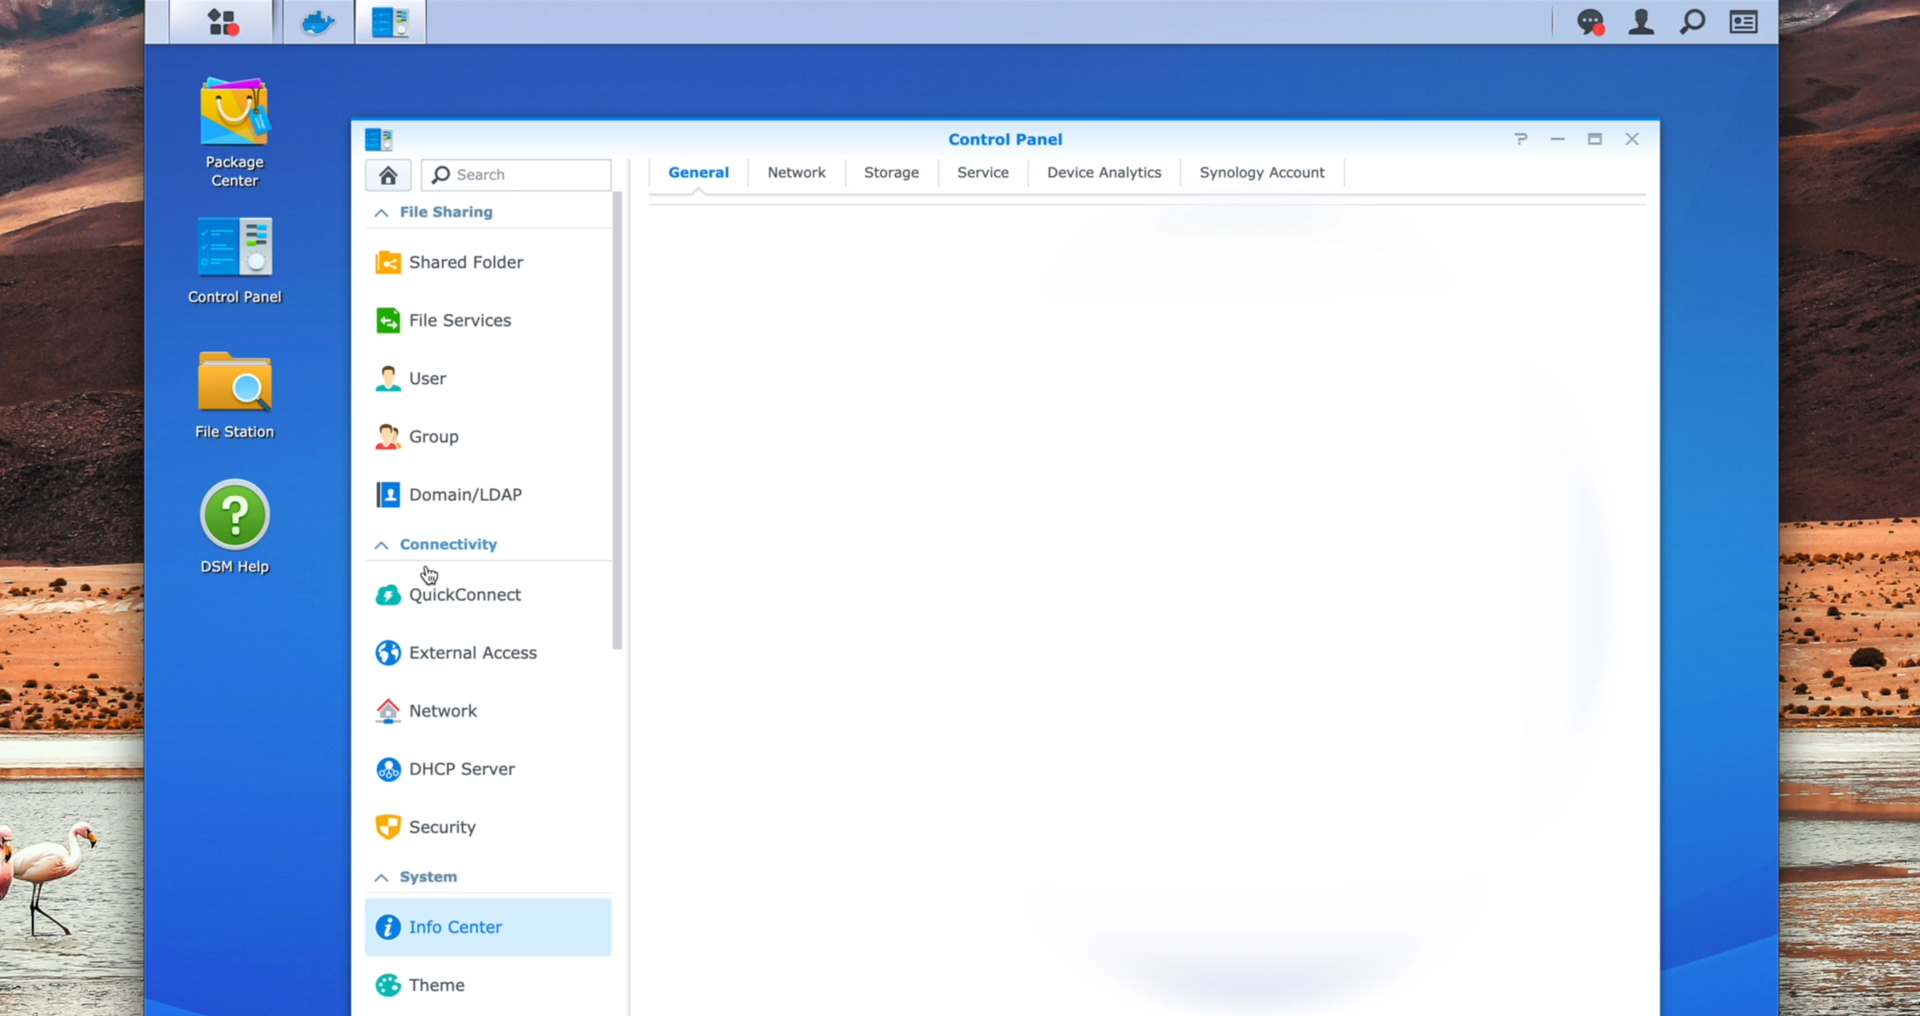 Package
Center
Control Panel
File Station
DSM Help
Control Panel
Search
General
Network
Storage
Service
Device Analytics
Synology Account
File Sharing
Shared Folder
File Services
User
Group
Domain/LDAP
Connectivity
QuickConnect
External Access
Network
DHCP Server
Security
System
Info Center
Theme